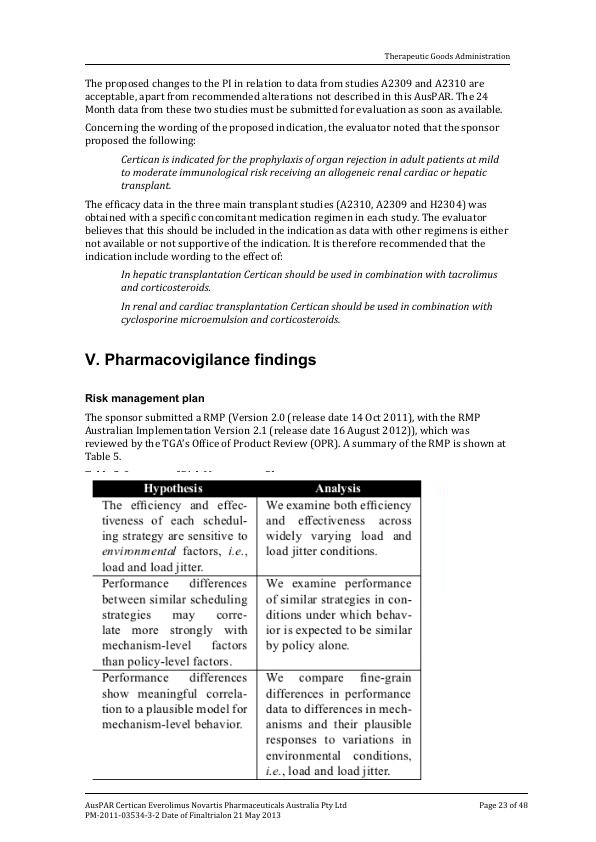 Therapeutic Goods Administration
The proposed changes to the PI in relation to data from studies A2309 and A2310 are
acceptable, apart from recommended alterations not described in this AusPAR. The 24
Month data from these two studies must be submitted for evaluation as soon as available.
Concerning the wording of the proposed indication, the evaluator noted that the sponsor
proposed the following:
Certican is indicated for the prophylaxis of organ rejection in adult patients at mild
to moderate immunological risk receiving an allogeneic renal cardiac or hepatic
transplant.
The efficacy data in the three main transplant studies (A2310, A2309 and H2304) was
obtained with a specific concomitant medication regimen in each study. The evaluator
believes that this should be included in the indication as data with other regimens is either
not available or not supportive of the indication. It is therefore recommended that the
indication include wording to the effect of:
In hepatic transplantation Certican should be used in combination with tacrolimus
and corticosteroids.
In renal and cardiac transplantation Certican should be used in combination with
cyclosporine microemulsion and corticosteroids.
V. Pharmacovigilance findings
Risk management plan
The sponsor submitted a RMP (Version 2.0 (release date 14 Oct 2011), with the RMP
Australian Implementation Version 2.1 (release date 16 August 2012)), which was
reviewed by the TGA's Office of Product Review (OPR). A summary of the RMP is shown at
Table 5.
Hypothesis Analysis
The efficiency and effec-
tiveness of each schedul-
ing strategy are sensitive to
environmental factors, i.e.,
load and load jitter.
We examine both efficiency
and effectiveness across
widely varying load and
load jitter conditions.
Performance differences
between similar scheduling
strategies may corre-
late more strongly with
mechanism-level factors
than policy-level factors.
We examine performance
of similar strategies in con-
ditions under which behav-
ior is expected to be similar
by policy alone.
Performance differences
show meaningful correla-
tion to a plausible model for
mechanism-level behavior.
We compare fine-grain
differences in performance
data to differences in mech-
anisms and their plausible
responses to variations in
environmental conditions,
i.e., load and load jitter.
AusPAR Certican Everolimus Novartis Pharmaceuticals Australia Pty Ltd Page 23 of 48
PM-2011-03534-3-2 Date of Finaltrialon 21 May 2013